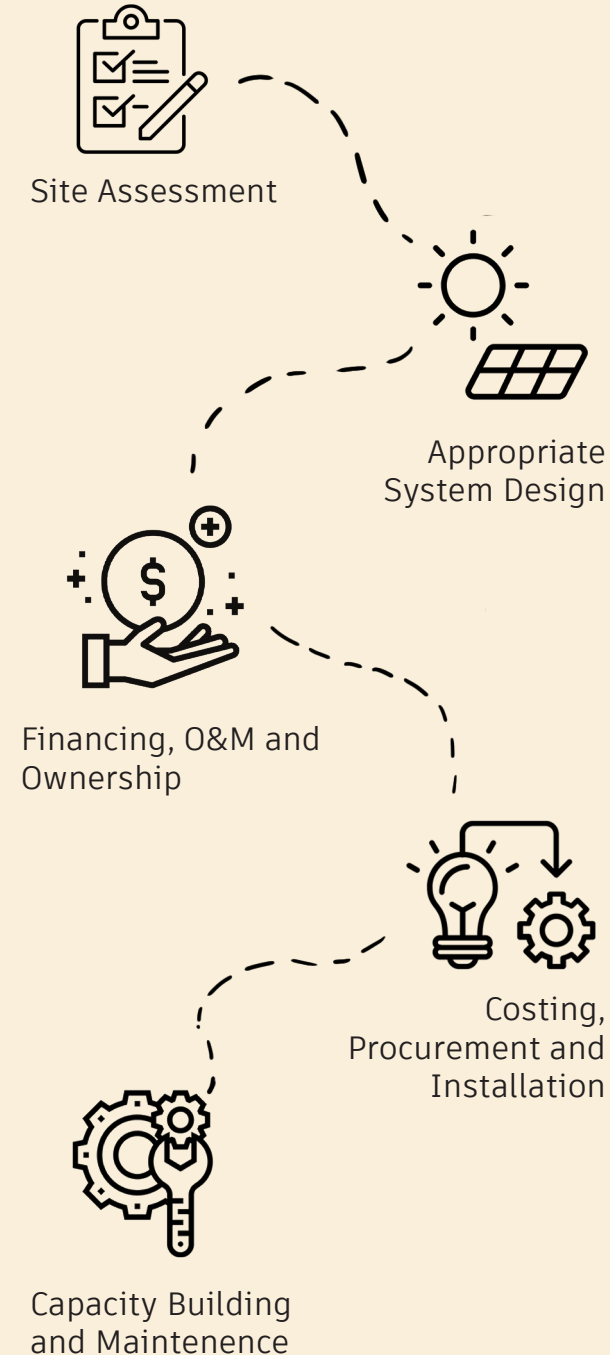 Site Assessment
Appropriate
System Design
$
Financing, O&M and
Ownership
Costing,
Procurement and
Installation
Capacity Building
and Maintenence